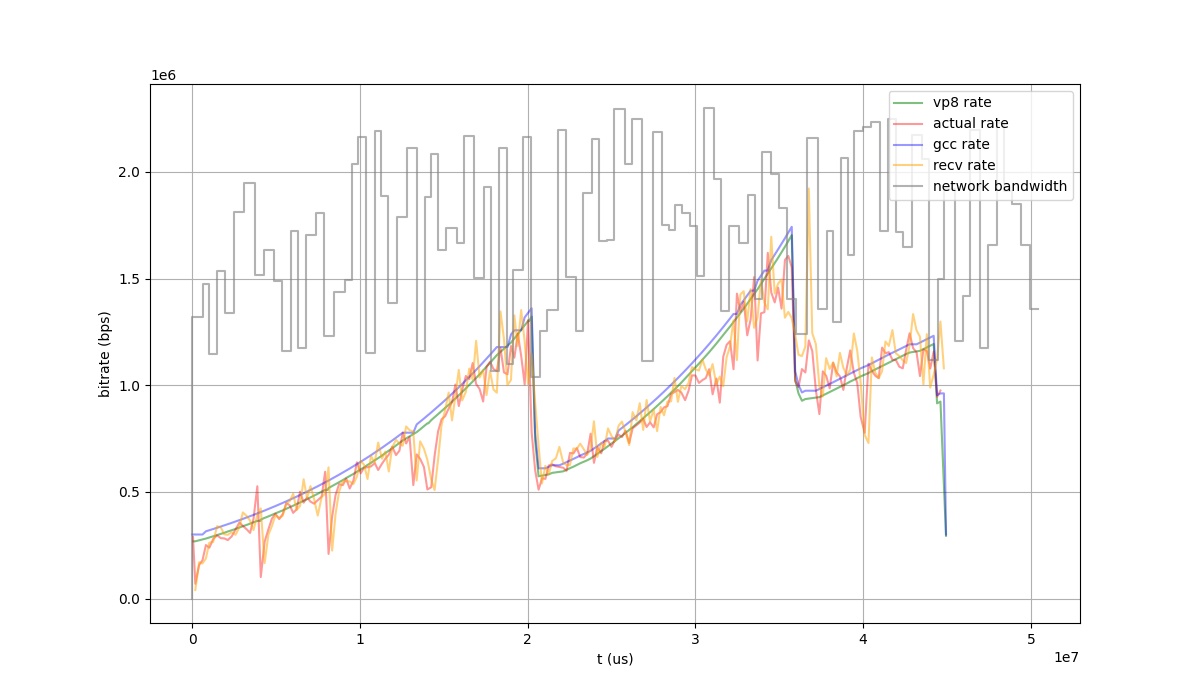 1e6
vp8 rate
actual rate
gcc rate
recv rate
network bandwidth
2.0
1.5
1.0
0.5
0.0
bitrate (bps)
0 1 2 3 4 5
t (us)
1e7